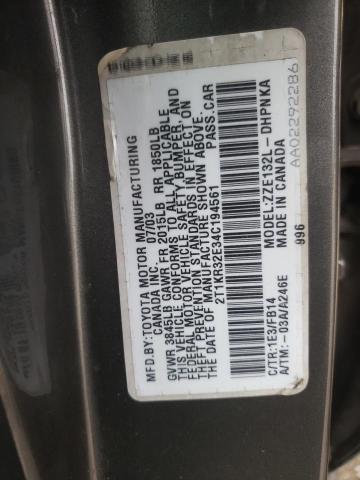 MFD.BY:TOYOTA MOTOR MANUFACTURING
CANADA INC. 07/03
GVWR 3845LB GAWR FR 2015LB RR 1850LB
THIS VEHICLE CONFORMS TO ALL APPLICABLE
FEDERAL MOTOR VEHICLE SAFETY, BUMPER, AND
THEFT PREVENTION STANDARDS IN EFFECT ON
THE DATE OF MANUFACTURE SHOWN ABOVE.
2T1KR32E34C194561 PASS.CAR
C/TR:1E3/FB14 MODEL:ZZE132L-DHPNKA
A/TM:-03A/A246E MADE IN CANADA
996
AA02292286